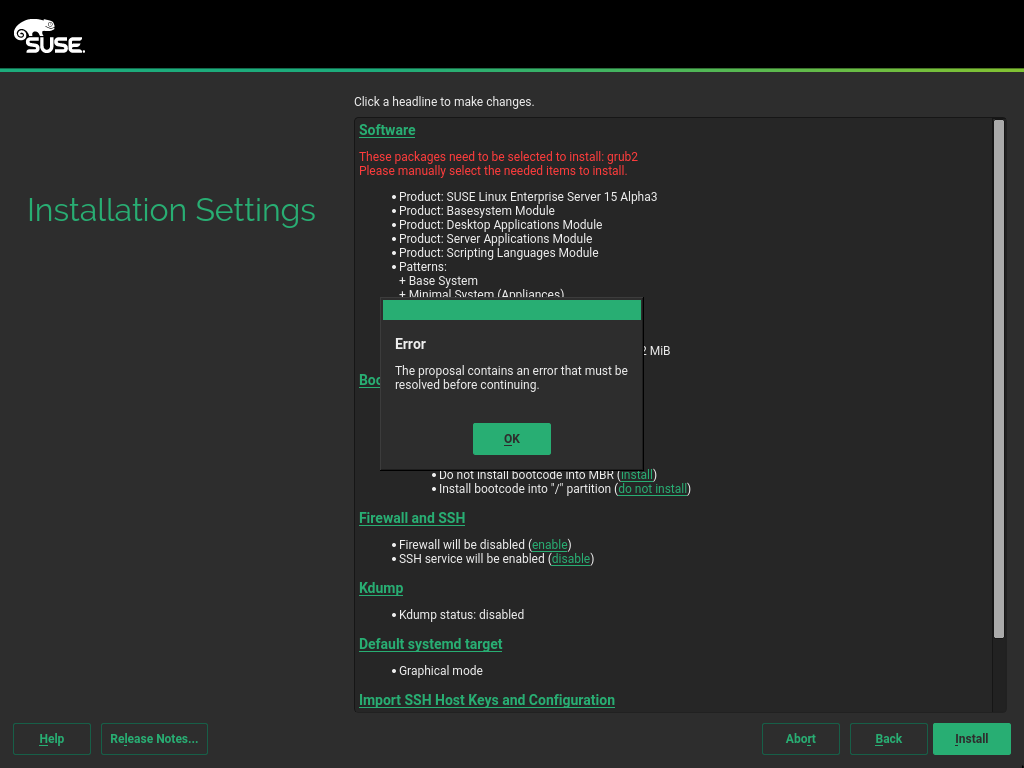 SUSE.
Click a headline to make changes.
Installation Settings
Software
These packages need to be selected to install: grub2
Please manually select the needed items to install.
• Product: SUSE Linux Enterprise Server 15 Alpha3
• Product: Basesystem Module
• Product: Desktop Applications Module
• Product: Server Applications Module
• Product: Scripting Languages Module
• Patterns:
+ Base System
+ Minimal System (Appliances)
2 MiB
Error
The proposal contains an error that must be
resolved before continuing.
OK
• Do not install bootcode into MBR (install)
• Install bootcode into "/" partition (do not install)
Firewall and SSH
• Firewall will be disabled (enable)
• SSH service will be enabled (disable)
Kdump
• Kdump status: disabled
Default systemd target
• Graphical mode
Import SSH Host Keys and Configuration
Help
Release Notes...
Abort
Back
Install